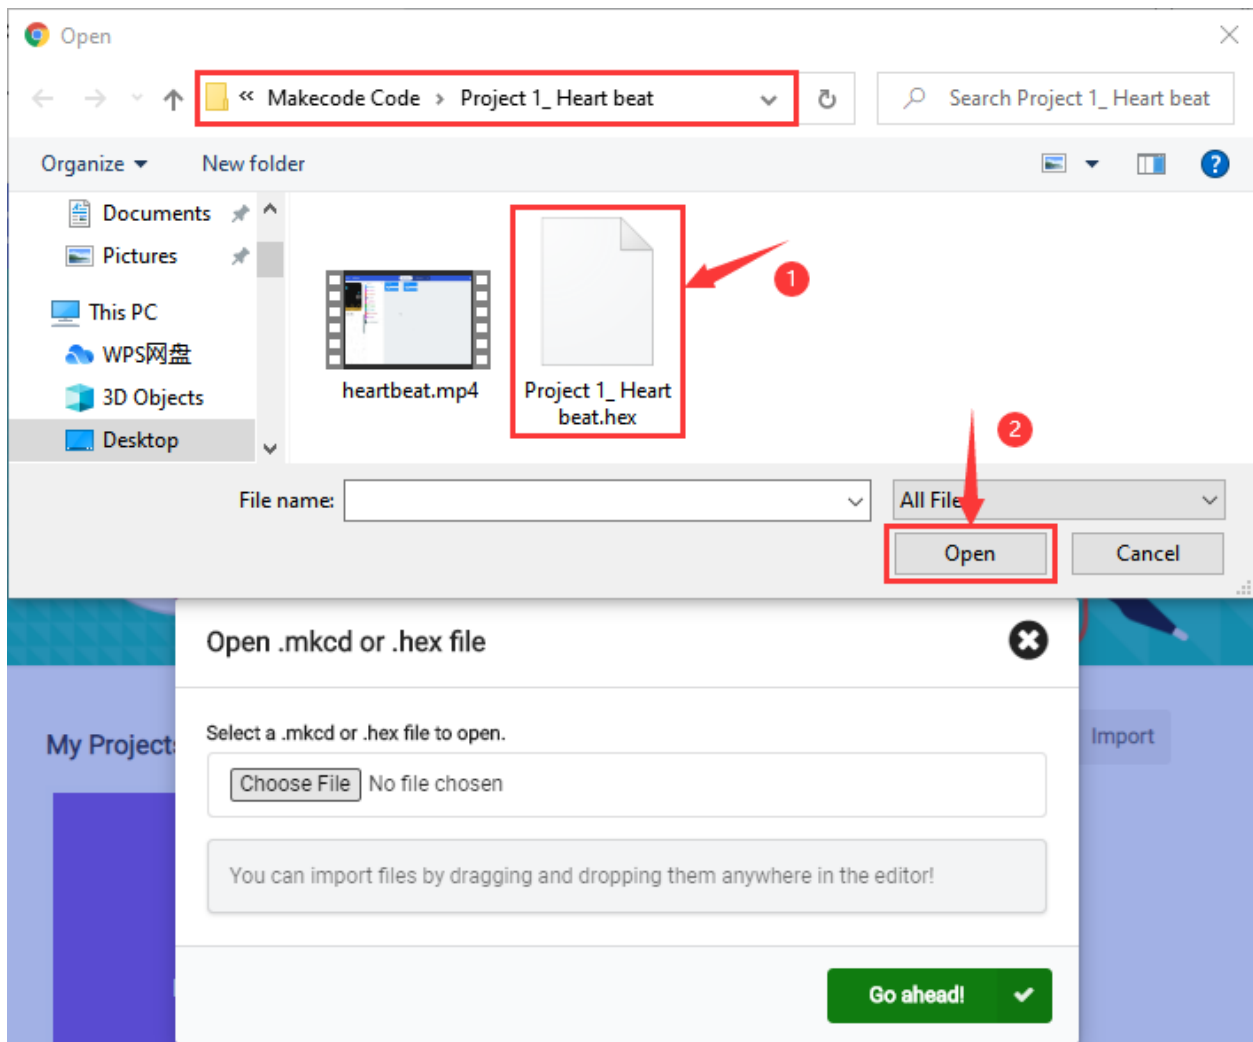 Open
« Makecode Code › Project 1_ Heart beat
Search Project 1_ Heart beat
Organize
New folder
?
Documents
Pictures
This PC
WPS网盘
3D Objects
Desktop
heartbeat.mp4
Project 1_ Heart
beat.hex
1
2
File name:
All File
Open
Cancel
Open .mkcd or .hex file
Select a .mkcd or .hex file to open.
Choose File No file chosen
You can import files by dragging and dropping them anywhere in the editor!
My Project
Import
Go ahead!